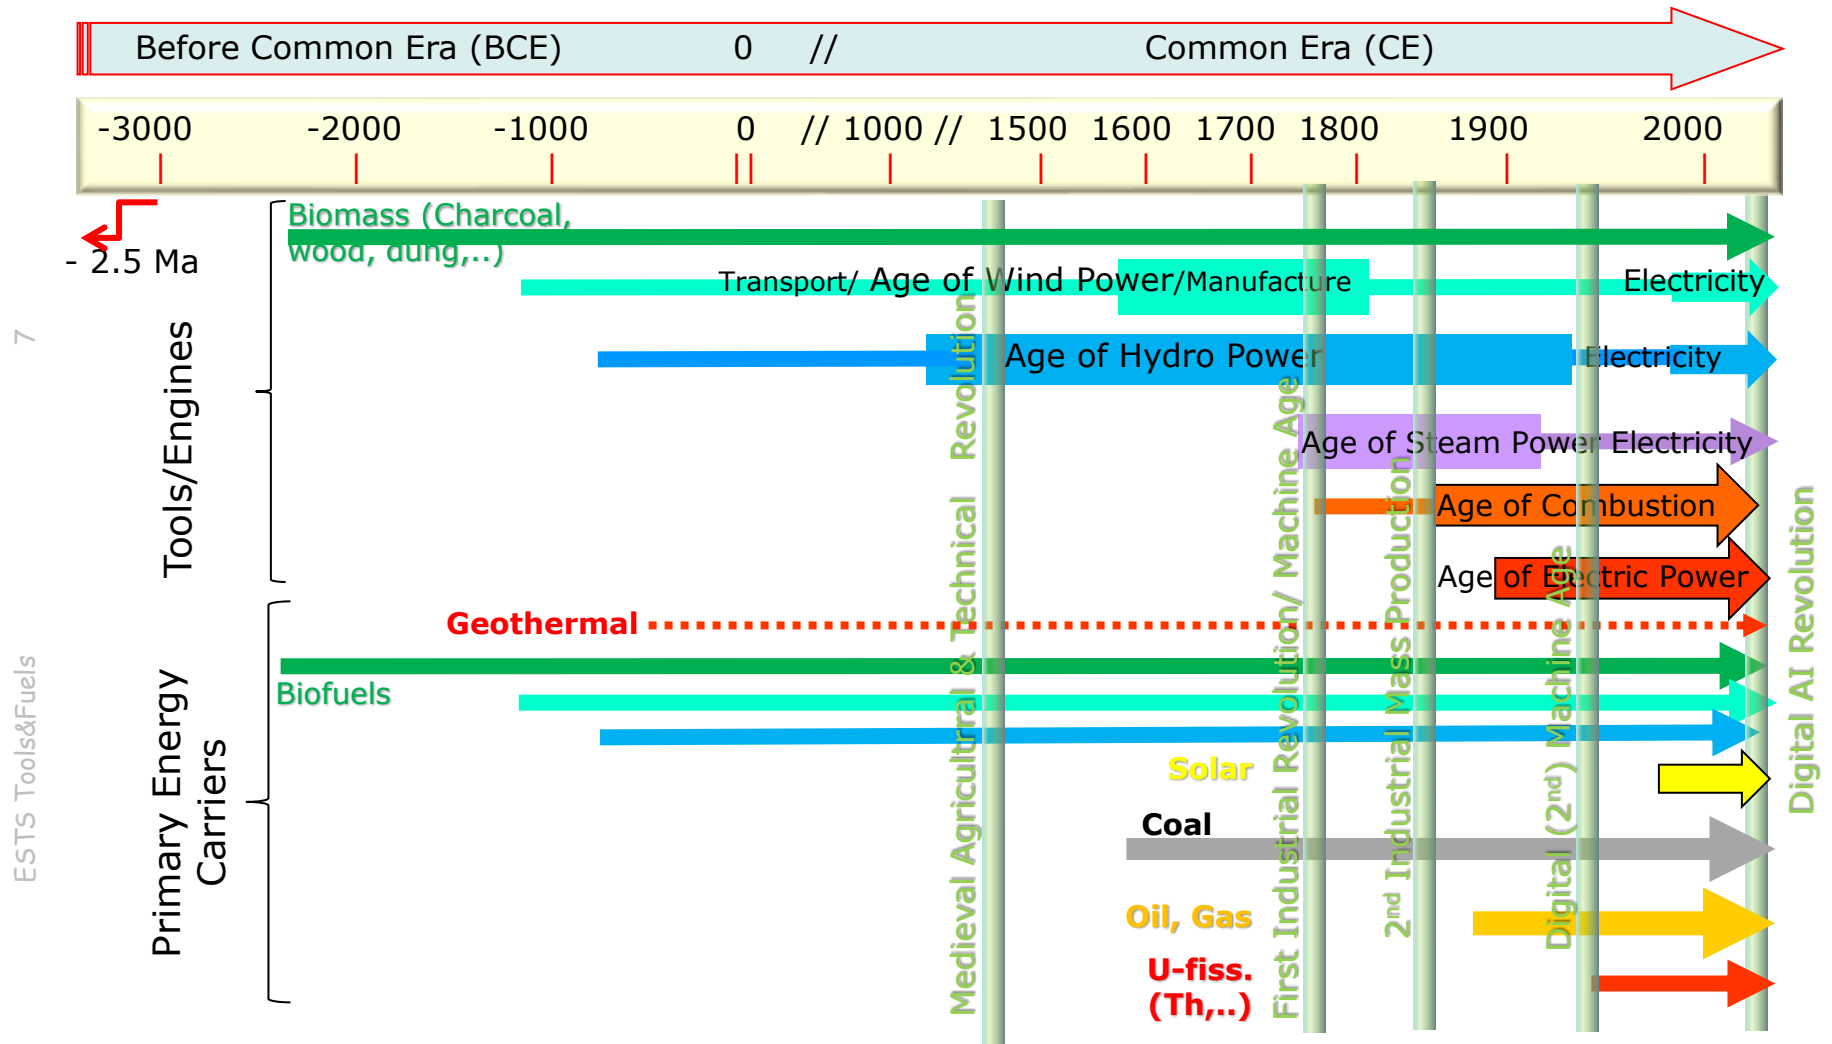 Before Common Era (BCE) 0 // Common Era (CE)
-3000 -2000 -1000 0 // 1000 // 1500 1600 1700 1800 1900 2000
- 2.5 Ma
Biomass (Charcoal,
wood, dung,..)
Transport/ Age of Wind Power/Manufacture Electricity
Age of Hydro Power Electricity
Age of Steam Power Electricity
Age of Combustion
Age of Electric Power
Tools/Engines
Geothermal
Biofuels
Solar
Coal
Oil, Gas
U-fiss.
(Th,..)
Primary Energy
Carriers
Medieval Agricultrral & Technical Revolution
First Industrial Revolution/ Machine Age
2nd Industrial Mass Production
Digital (2nd) Machine Age
Digital AI Revolution
7
ESTS Tools&Fuels